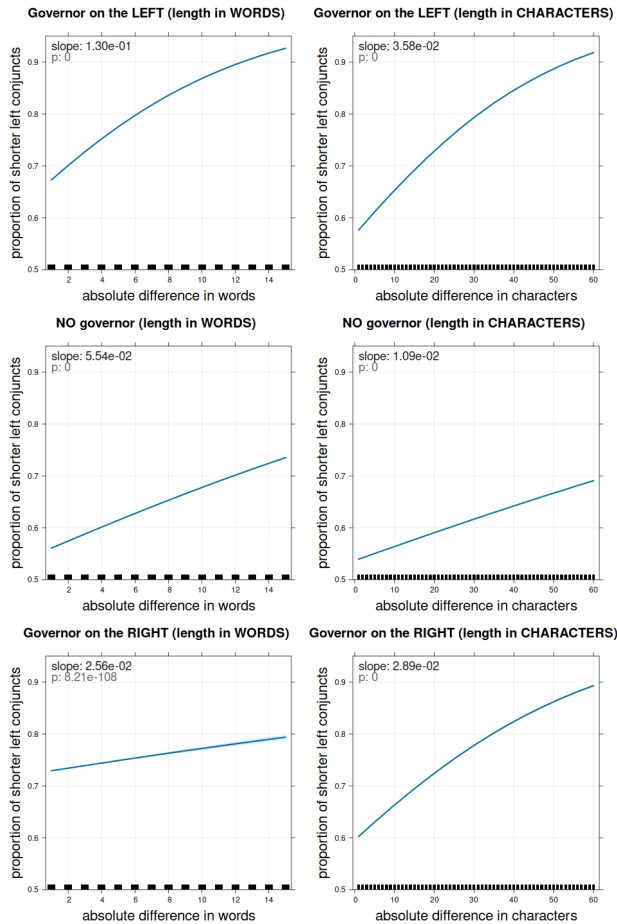 Governor on the LEFT (length in WORDS)
slope: 1.30e-01
p: 0
proportion of shorter left conjuncts
0.9
0.8
0.7
0.6
0.5
2 4 6 8 10 12 14
absolute difference in words
Governor on the LEFT (length in CHARACTERS)
slope: 3.58e-02
p: 0
proportion of shorter left conjuncts
0.9
0.8
0.7
0.6
0.5
0 10 20 30 40 50 60
absolute difference in characters
NO governor (length in WORDS)
slope: 5.54e-02
p: 0
proportion of shorter left conjuncts
0.9
0.8
0.7
0.6
0.5
2 4 6 8 10 12 14
absolute difference in words
NO governor (length in CHARACTERS)
slope: 1.09e-02
p: 0
proportion of shorter left conjuncts
0.9
0.8
0.7
0.6
0.5
0 10 20 30 40 50 60
absolute difference in characters
Governor on the RIGHT (length in WORDS)
slope: 2.56e-02
p: 8.21e-108
proportion of shorter left conjuncts
0.9
0.8
0.7
0.6
0.5
2 4 6 8 10 12 14
absolute difference in words
Governor on the RIGHT (length in CHARACTERS)
slope: 2.89e-02
p: 0
proportion of shorter left conjuncts
0.9
0.8
0.7
0.6
0.5
0 10 20 30 40 50 60
absolute difference in characters